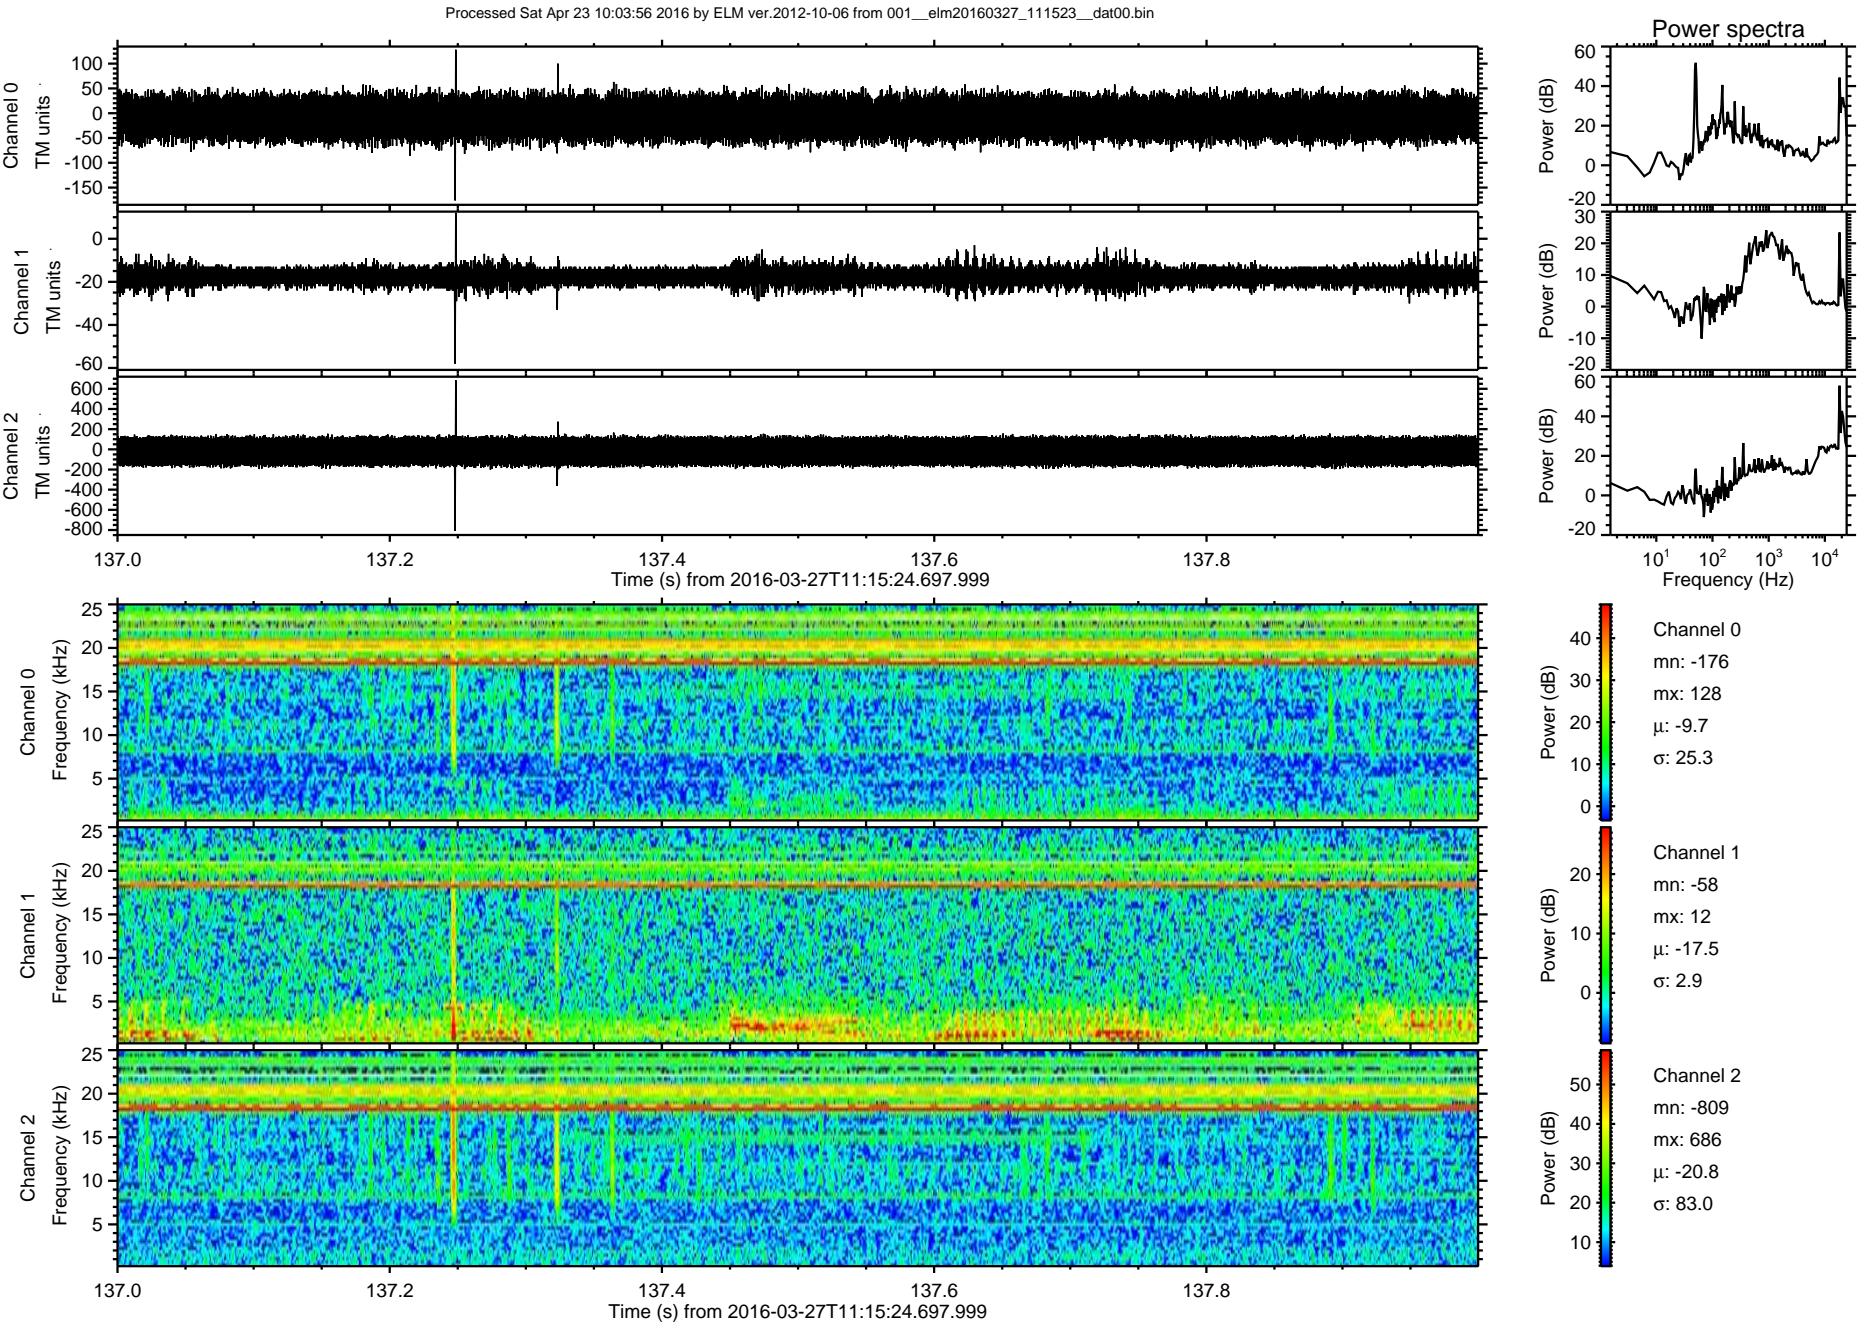 Processed Sat Apr 23 10:03:56 2016 by ELM ver.2012-10-06 from 001__elm20160327_111523__dat00.bin
Power spectra
Channel 0
TM units
100
50
0
-50
-100
-150
Power (dB)
60
40
20
0
-20
Channel 1
TM units
0
-20
-40
-60
Power (dB)
30
20
10
0
-10
-20
Channel 2
TM units
600
400
200
0
-200
-400
-600
-800
Power (dB)
60
40
20
0
-20
137.0 137.2 137.4 137.6 137.8
Time (s) from 2016-03-27T11:15:24.697.999
10^1 10^2 10^3 10^4
Frequency (Hz)
Channel 0
Frequency (kHz)
25
20
15
10
5
Power (dB)
40
30
20
10
0
Channel 0
mn: -176
mx: 128
μ: -9.7
σ: 25.3
Channel 1
Frequency (kHz)
25
20
15
10
5
Power (dB)
20
10
0
Channel 1
mn: -58
mx: 12
μ: -17.5
σ: 2.9
Channel 2
Frequency (kHz)
25
20
15
10
5
Power (dB)
50
40
30
20
10
Channel 2
mn: -809
mx: 686
μ: -20.8
σ: 83.0
137.0 137.2 137.4 137.6 137.8
Time (s) from 2016-03-27T11:15:24.697.999